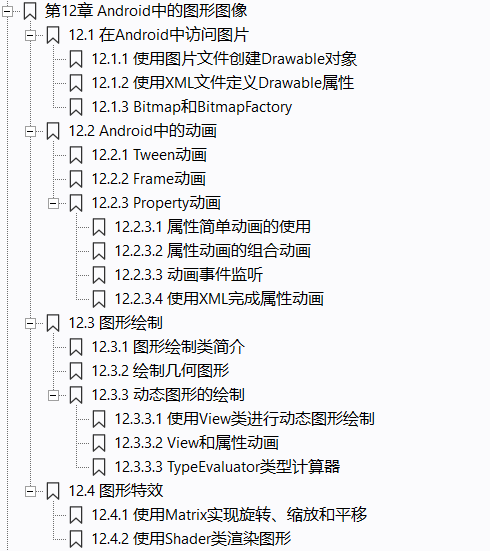 第12章 Android中的图形图像
12.1 在Android中访问图片
12.1.1 使用图片文件创建Drawable对象
12.1.2 使用XML文件定义Drawable属性
12.1.3 Bitmap和BitmapFactory
12.2 Android中的动画
12.2.1 Tween动画
12.2.2 Frame动画
12.2.3 Property动画
12.2.3.1 属性简单动画的使用
12.2.3.2 属性动画的组合动画
12.2.3.3 动画事件监听
12.2.3.4 使用XML完成属性动画
12.3 图形绘制
12.3.1 图形绘制类简介
12.3.2 绘制几何图形
12.3.3 动态图形的绘制
12.3.3.1 使用View类进行动态图形绘制
12.3.3.2 View和属性动画
12.3.3.3 TypeEvaluator类型计算器
12.4 图形特效
12.4.1 使用Matrix实现旋转、缩放和平移
12.4.2 使用Shader类渲染图形